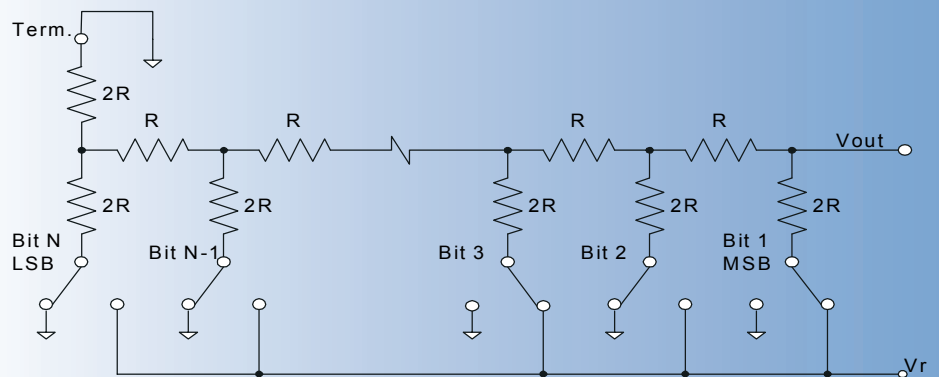 Term.
2R
R
R
R
R
Vout
2R
2R
2R
2R
2R
Bit N
LSB
Bit N-1
Bit 3
Bit 2
Bit 1
MSB
Vr